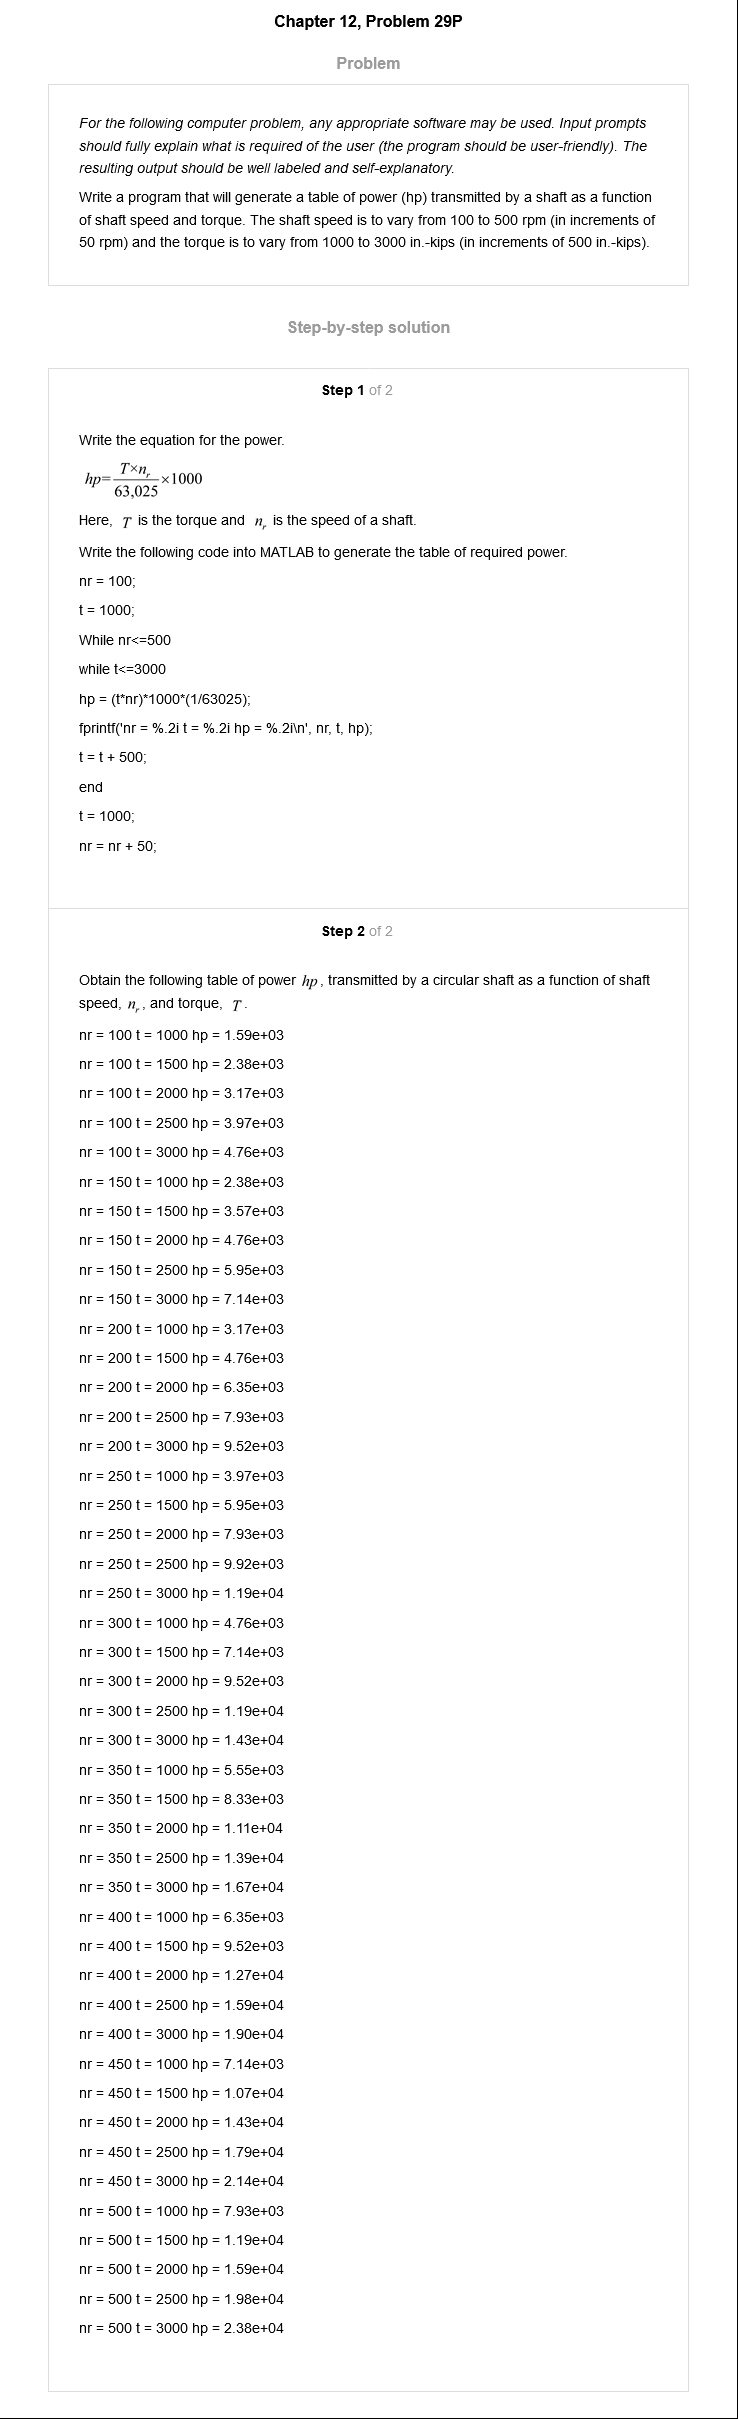 Chapter 12, Problem 29P
Problem
For the following computer problem, any appropriate software may be used. Input prompts
should fully explain what is required of the user (the program should be user-friendly). The
resulting output should be well labeled and self-explanatory.
Write a program that will generate a table of power (hp) transmitted by a shaft as a function
of shaft speed and torque. The shaft speed is to vary from 100 to 500 rpm (in increments of
50 rpm) and the torque is to vary from 1000 to 3000 in.-kips (in increments of 500 in.-kips).
Step-by-step solution
Step 1 of 2
Write the equation for the power.
hp = T×n_r / 63,025 ×1000
Here, T is the torque and n_r is the speed of a shaft.
Write the following code into MATLAB to generate the table of required power.
nr = 100;
t = 1000;
While nr<=500
while t<=3000
hp = (t*nr)*1000*(1/63025);
fprintf('nr = %.2i t = %.2i hp = %.2i\n', nr, t, hp);
t = t + 500;
end
t = 1000;
nr = nr + 50;
Step 2 of 2
Obtain the following table of power hp, transmitted by a circular shaft as a function of shaft
speed, n_r, and torque, T.
nr = 100 t = 1000 hp = 1.59e+03
nr = 100 t = 1500 hp = 2.38e+03
nr = 100 t = 2000 hp = 3.17e+03
nr = 100 t = 2500 hp = 3.97e+03
nr = 100 t = 3000 hp = 4.76e+03
nr = 150 t = 1000 hp = 2.38e+03
nr = 150 t = 1500 hp = 3.57e+03
nr = 150 t = 2000 hp = 4.76e+03
nr = 150 t = 2500 hp = 5.95e+03
nr = 150 t = 3000 hp = 7.14e+03
nr = 200 t = 1000 hp = 3.17e+03
nr = 200 t = 1500 hp = 4.76e+03
nr = 200 t = 2000 hp = 6.35e+03
nr = 200 t = 2500 hp = 7.93e+03
nr = 200 t = 3000 hp = 9.52e+03
nr = 250 t = 1000 hp = 3.97e+03
nr = 250 t = 1500 hp = 5.95e+03
nr = 250 t = 2000 hp = 7.93e+03
nr = 250 t = 2500 hp = 9.92e+03
nr = 250 t = 3000 hp = 1.19e+04
nr = 300 t = 1000 hp = 4.76e+03
nr = 300 t = 1500 hp = 7.14e+03
nr = 300 t = 2000 hp = 9.52e+03
nr = 300 t = 2500 hp = 1.19e+04
nr = 300 t = 3000 hp = 1.43e+04
nr = 350 t = 1000 hp = 5.55e+03
nr = 350 t = 1500 hp = 8.33e+03
nr = 350 t = 2000 hp = 1.11e+04
nr = 350 t = 2500 hp = 1.39e+04
nr = 350 t = 3000 hp = 1.67e+04
nr = 400 t = 1000 hp = 6.35e+03
nr = 400 t = 1500 hp = 9.52e+03
nr = 400 t = 2000 hp = 1.27e+04
nr = 400 t = 2500 hp = 1.59e+04
nr = 400 t = 3000 hp = 1.90e+04
nr = 450 t = 1000 hp = 7.14e+03
nr = 450 t = 1500 hp = 1.07e+04
nr = 450 t = 2000 hp = 1.43e+04
nr = 450 t = 2500 hp = 1.79e+04
nr = 450 t = 3000 hp = 2.14e+04
nr = 500 t = 1000 hp = 7.93e+03
nr = 500 t = 1500 hp = 1.19e+04
nr = 500 t = 2000 hp = 1.59e+04
nr = 500 t = 2500 hp = 1.98e+04
nr = 500 t = 3000 hp = 2.38e+04